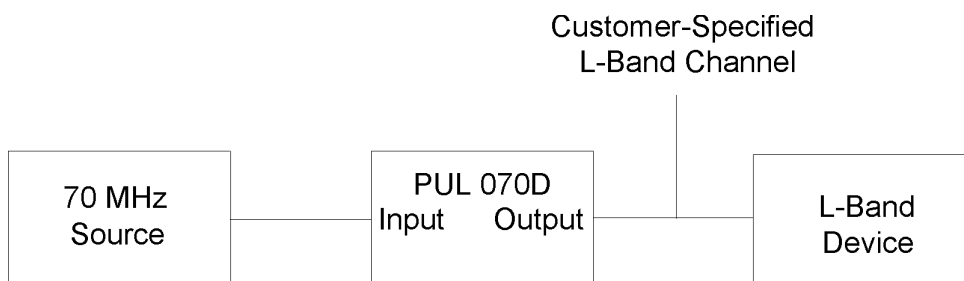 Customer-Specified
L-Band Channel
70 MHz
Source
PUL 070D
Input Output
L-Band
Device